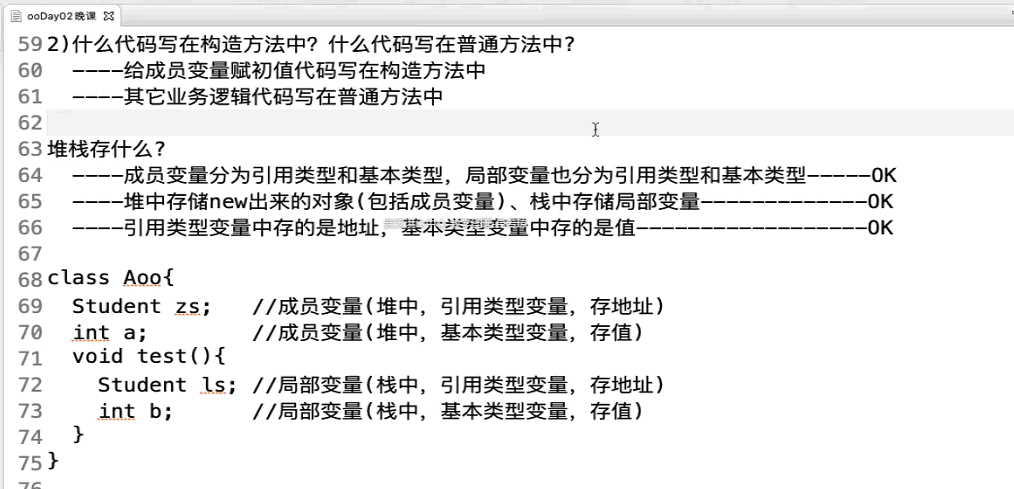 ooDay02晚课
59 2)什么代码写在构造方法中？什么代码写在普通方法中？
60 ----给成员变量赋初值代码写在构造方法中
61 ----其它业务逻辑代码写在普通方法中
62
63 堆栈存什么？
64 ----成员变量分为引用类型和基本类型，局部变量也分为引用类型和基本类型-----OK
65 ----堆中存储new出来的对象(包括成员变量)、栈中存储局部变量-------------OK
66 ----引用类型变量中存的是地址，基本类型变量中存的是值------------------OK
67
68 class Aoo{
69 Student zs; //成员变量(堆中，引用类型变量，存地址)
70 int a; //成员变量(堆中，基本类型变量，存值)
71 void test(){
72 Student ls; //局部变量(栈中，引用类型变量，存地址)
73 int b; //局部变量(栈中，基本类型变量，存值)
74 }
75 }